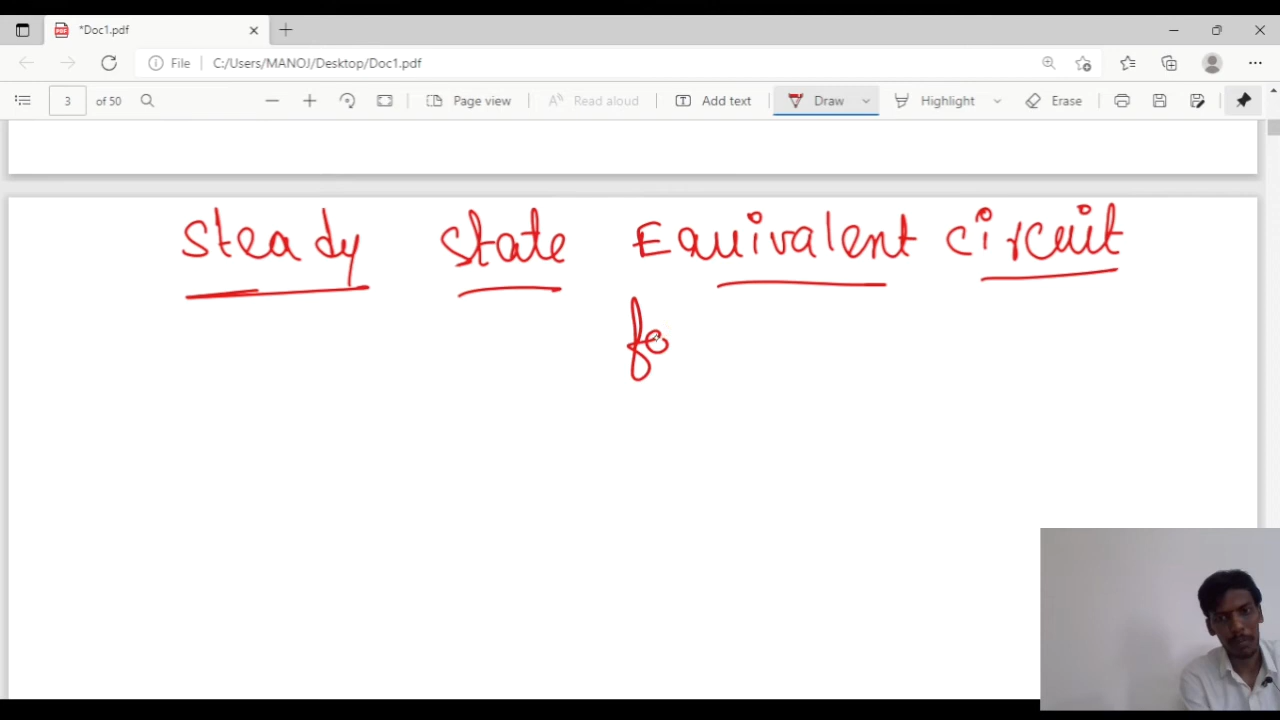 *Doc1.pdf
File C:/Users/MANOJ/Desktop/Doc1.pdf
3 of 50 Page view Read aloud Add text Draw Highlight Erase
Steady State Equivalent circuit
fo